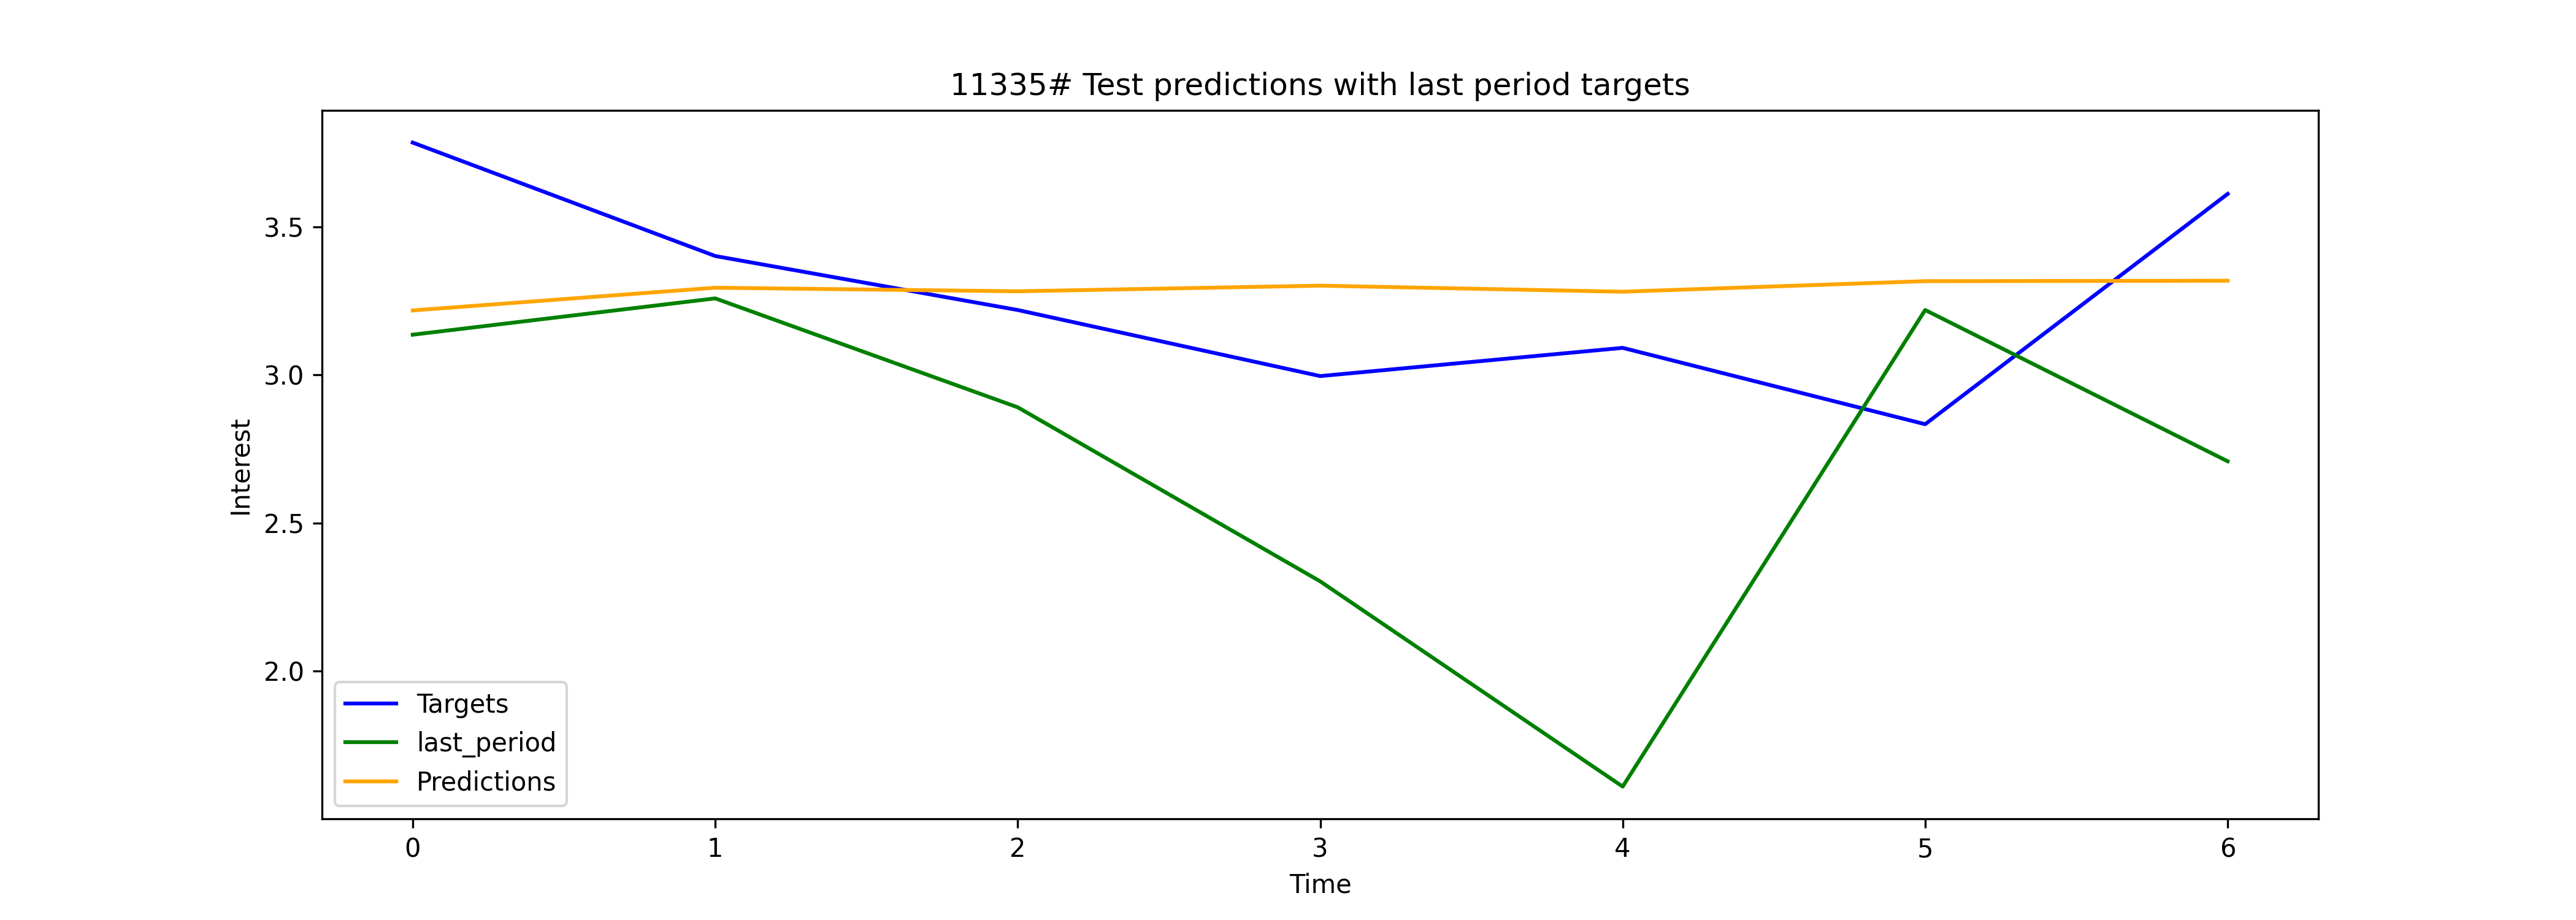 11335# Test predictions with last period targets
3.5
3.0
2.5
2.0
Interest
Targets
last_period
Predictions
0 1 2 3 4 5 6
Time